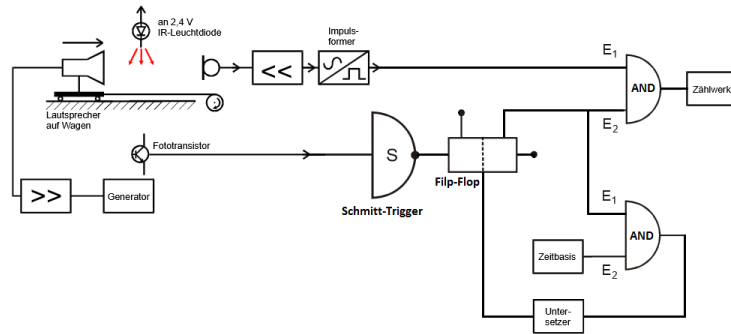 an 2,4 V
IR-Leuchtdiode
Impuls-
former
E1
<<
AND
Zählwerk
E2
Lautsprecher
auf Wagen
Fototransistor
S
Filp-Flop
>>
Generator
Schmitt-Trigger
E1
AND
Zeitbasis
E2
Unter-
setzer